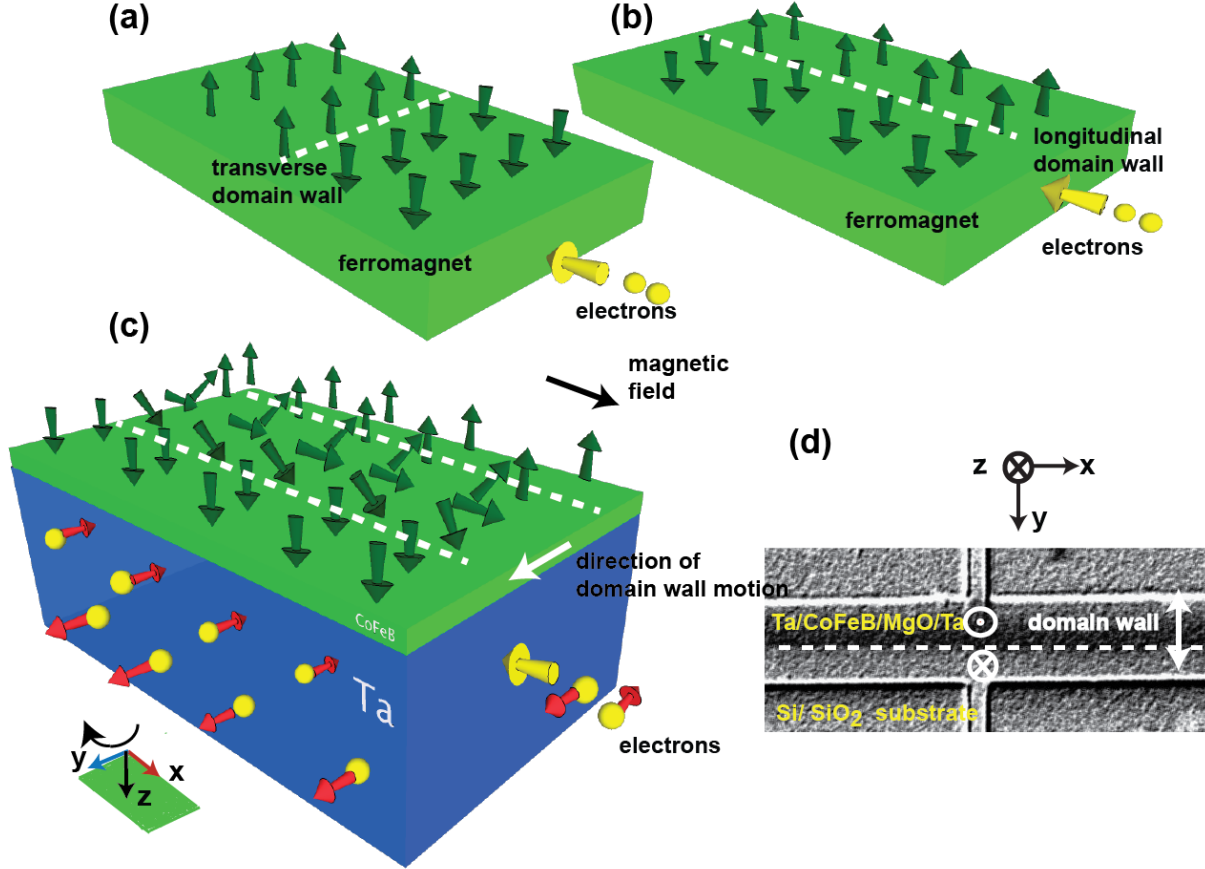 (a)
transverse
domain wall
ferromagnet
electrons
(b)
longitudinal
domain wall
ferromagnet
electrons
(c)
magnetic
field
direction of
domain wall motion
CoFeB
Ta
electrons
y
x
z
(d)
z
x
y
Ta/CoFeB/MgO/Ta
domain wall
Si/ SiO₂ substrate